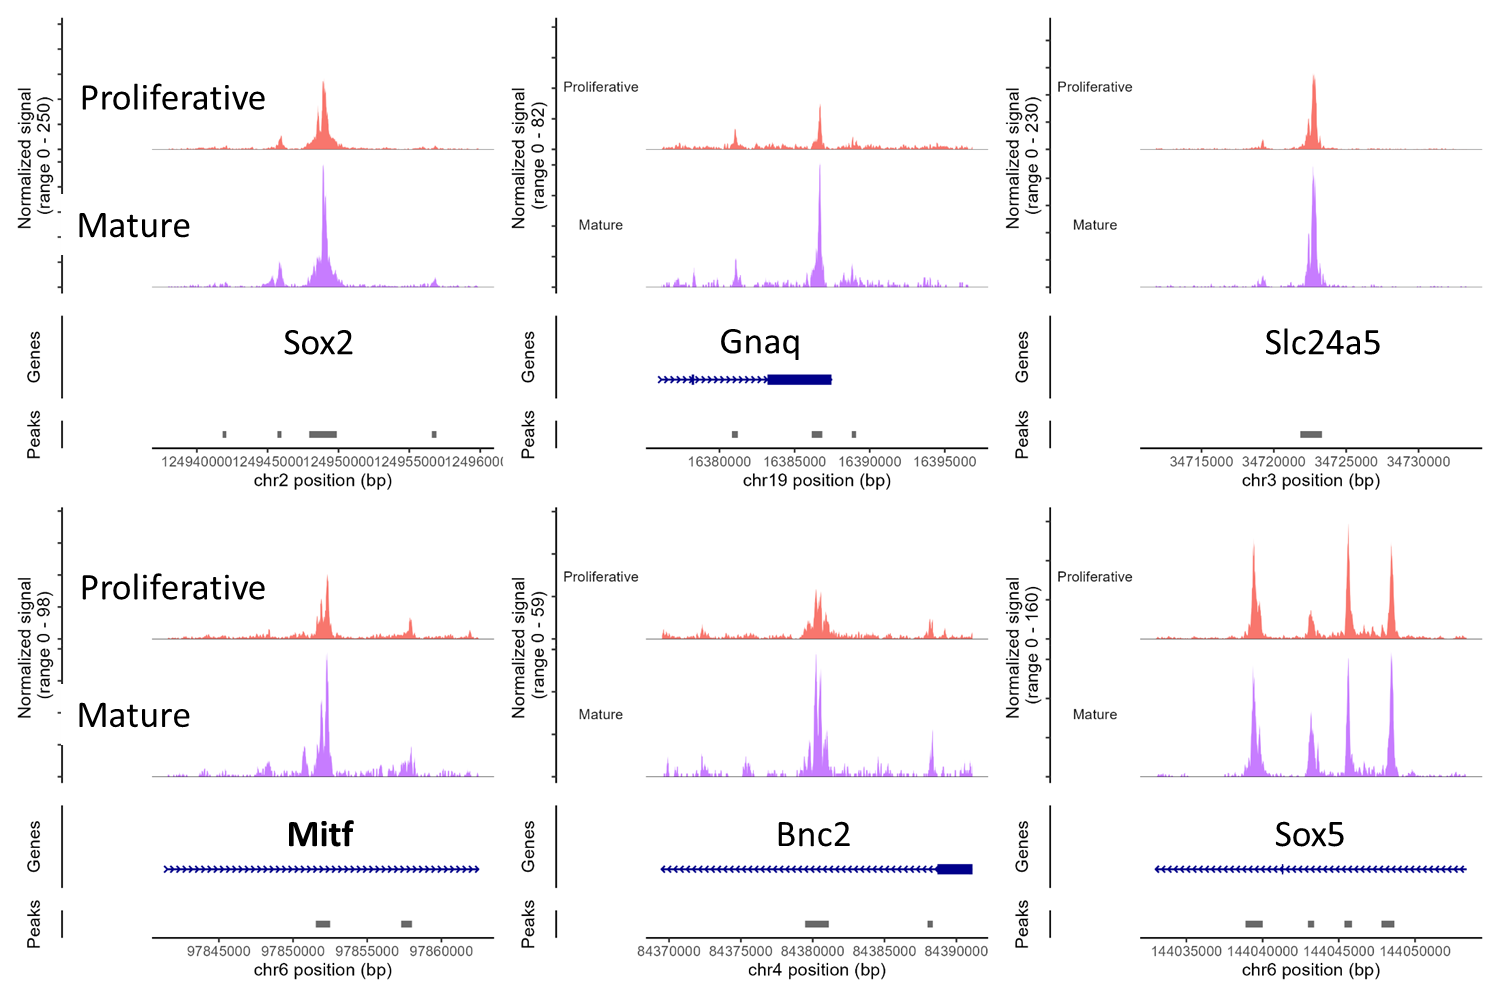 Normalized signal
(range 0 - 250)
Proliferative
Mature
Genes
Sox2
Peaks
124940000 124945000 124950000 124955000 12496000
chr2 position (bp)
Normalized signal
(range 0 - 82)
Proliferative
Mature
Genes
Gnaq
Peaks
16380000 16385000 16390000 16395000
chr19 position (bp)
Normalized signal
(range 0 - 230)
Proliferative
Mature
Genes
Slc24a5
Peaks
34715000 34720000 34725000 34730000
chr3 position (bp)
Normalized signal
(range 0 - 98)
Proliferative
Mature
Genes
Mitf
Peaks
97845000 97850000 97855000 97860000
chr6 position (bp)
Normalized signal
(range 0 - 59)
Proliferative
Mature
Genes
Bnc2
Peaks
84370000 84375000 84380000 84385000 84390000
chr4 position (bp)
Normalized signal
(range 0 - 160)
Proliferative
Mature
Genes
Sox5
Peaks
144035000 144040000 144045000 144050000
chr6 position (bp)